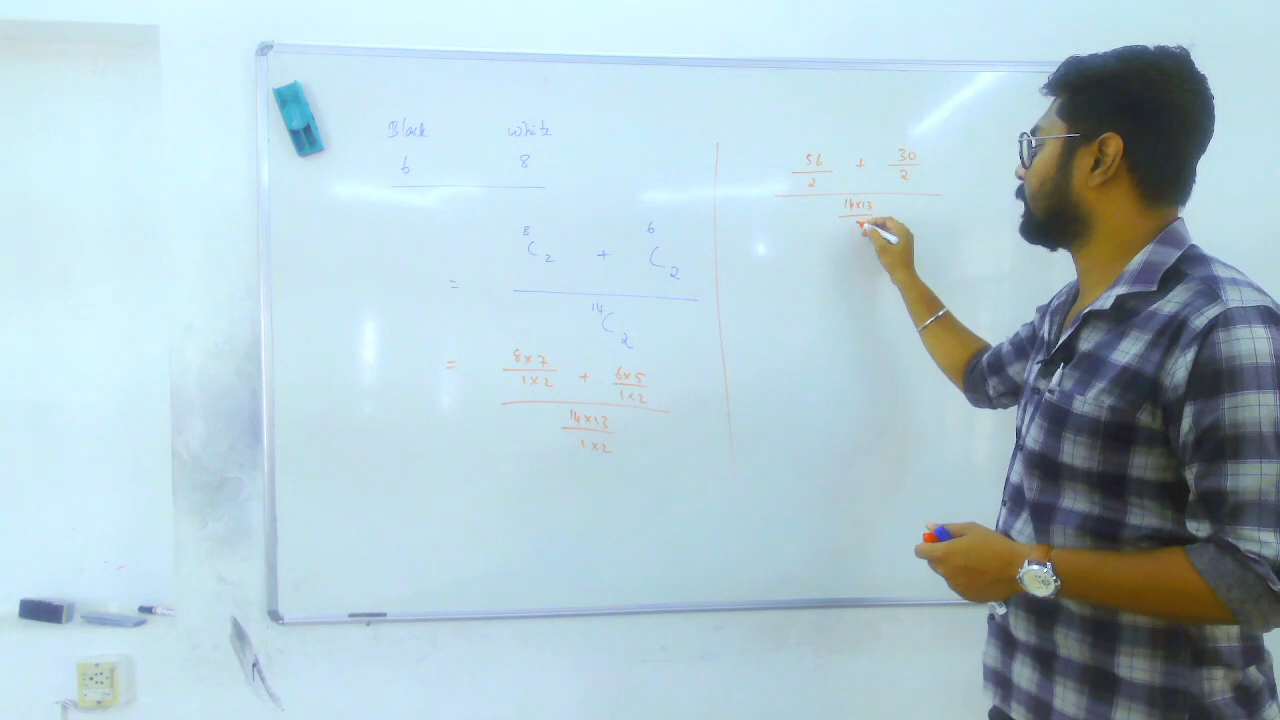 Black White
6 8
= 8C2 + 6C2
14C2
= 8×7 + 6×5
1×2 1×2
14×13
1×2
56 + 30
2 2
14×13